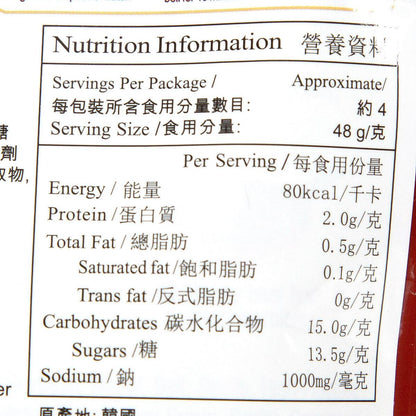 Nutrition Information 營養資料
Servings Per Package / Approximate/
每包裝所含食用分量數目: 約 4
Serving Size /食用分量: 48 g/克
Per Serving / 每食用份量
Energy / 能量 80kcal/千卡
Protein /蛋白質 2.0g/克
Total Fat / 總脂肪 0.5g/克
Saturated fat /飽和脂肪 0.1g/克
Trans fat /反式脂肪 0g/克
Carbohydrates 碳水化合物 15.0g/克
Sugars /糖 13.5g/克
Sodium / 鈉 1000mg/毫克
原產地: 韓國
糖
劑
物,
er